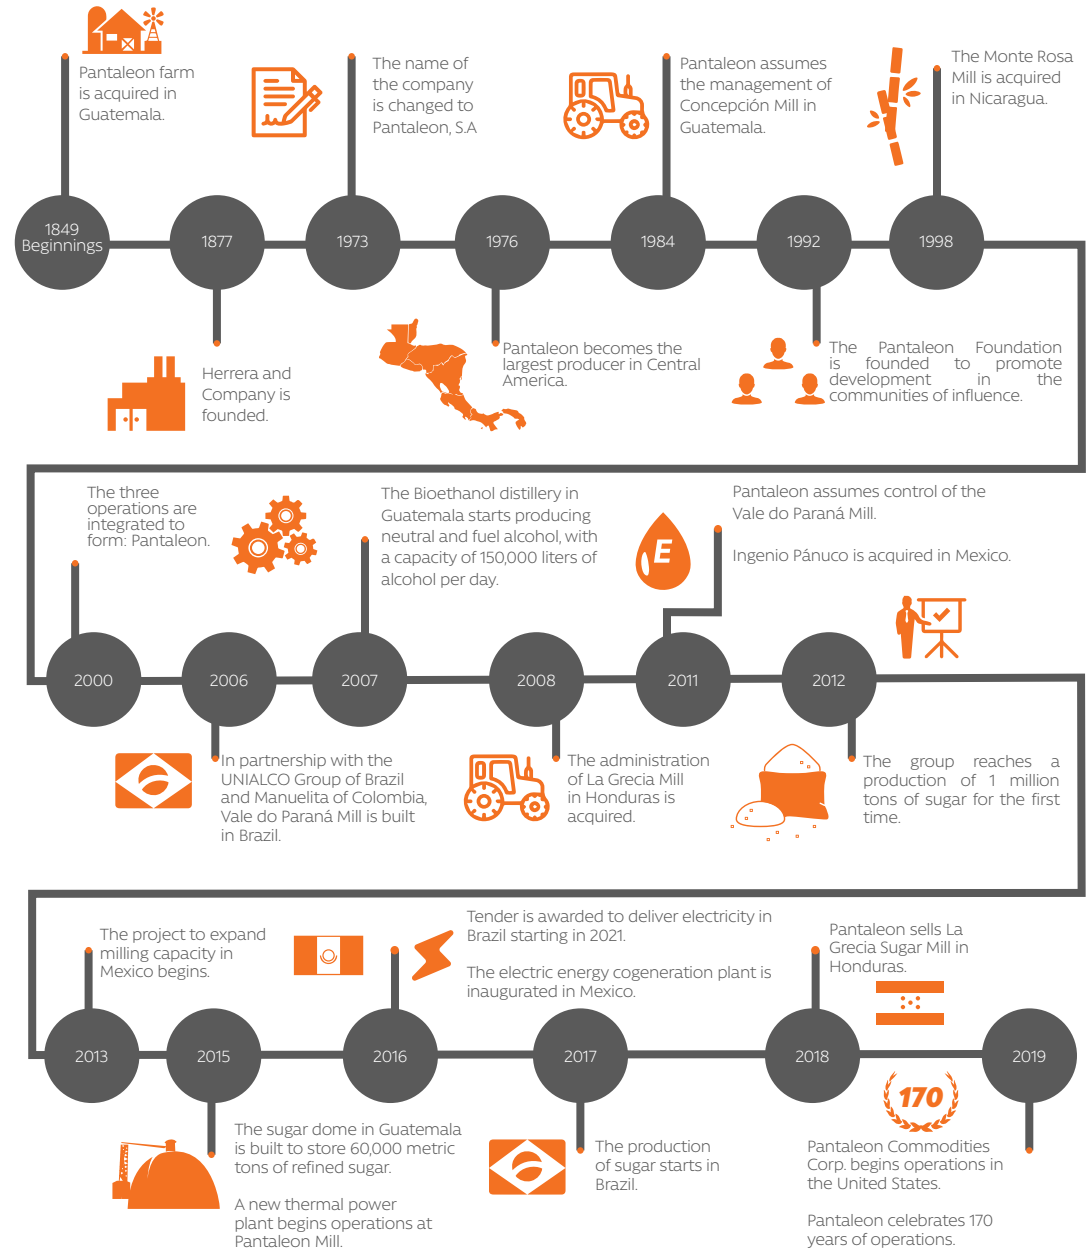 Pantaleon farm
is acquired in
Guatemala.
The name of
the company
is changed to
Pantaleon, S.A
Pantaleon assumes
the management of
Concepción Mill in
Guatemala.
The Monte Rosa
Mill is acquired
in Nicaragua.
1849
Beginnings
1877
1973
1976
1984
1992
1998
Herrera and
Company is
founded.
Pantaleon becomes the
largest producer in Central
America.
The Pantaleon Foundation
is founded to promote
development in the
communities of influence.
The three
operations are
integrated to
form: Pantaleon.
The Bioethanol distillery in
Guatemala starts producing
neutral and fuel alcohol, with
a capacity of 150,000 liters of
alcohol per day.
E
Pantaleon assumes control of the
Vale do Paraná Mill.
Ingenio Pánuco is acquired in Mexico.
2000
2006
2007
2008
2011
2012
In partnership with the
UNIALCO Group of Brazil
and Manuelita of Colombia,
Vale do Paraná Mill is built
in Brazil.
The administration
of La Grecia Mill
in Honduras is
acquired.
The group reaches a
production of 1 million
tons of sugar for the first
time.
The project to expand
milling capacity in
Mexico begins.
Tender is awarded to deliver electricity in
Brazil starting in 2021.
The electric energy cogeneration plant is
inaugurated in Mexico.
Pantaleon sells La
Grecia Sugar Mill in
Honduras.
2013
2015
2016
2017
2018
2019
The sugar dome in Guatemala
is built to store 60,000 metric
tons of refined sugar.
A new thermal power
plant begins operations at
Pantaleon Mill.
The production
of sugar starts in
Brazil.
170
Pantaleon Commodities
Corp. begins operations in
the United States.
Pantaleon celebrates 170
years of operations.